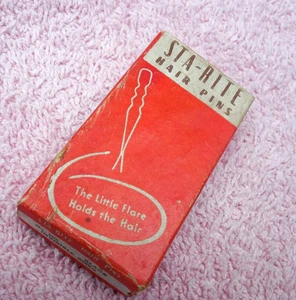 STA-RITE
HAIR PINS
The Little Flare
Holds the Hair